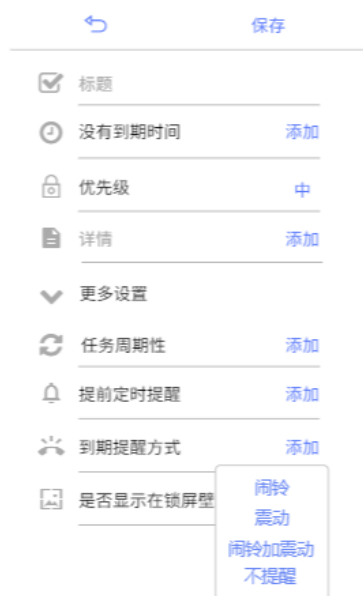 保存
标题
没有到期时间 添加
优先级 中
详情 添加
更多设置
任务周期性 添加
提前定时提醒 添加
到期提醒方式 添加
是否显示在锁屏壁
闹铃
震动
闹铃加震动
不提醒